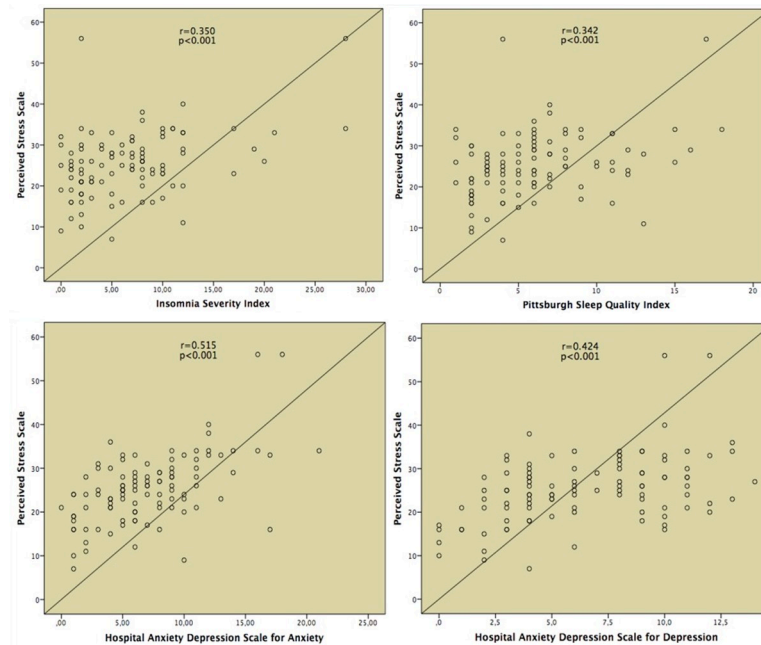 r=0.350
p<0.001
Perceived Stress Scale
60
50
40
30
20
10
0
,00 5,00 10,00 15,00 20,00 25,00 30,00
Insomnia Severity Index
r=0.342
p<0.001
Perceived Stress Scale
60
50
40
30
20
10
0
0 5 10 15 20
Pittsburgh Sleep Quality Index
r=0.515
p<0.001
Perceived Stress Scale
60
50
40
30
20
10
0
,00 5,00 10,00 15,00 20,00 25,00
Hospital Anxiety Depression Scale for Anxiety
r=0.424
p<0.001
Perceived Stress Scale
60
50
40
30
20
10
0
,0 2,5 5,0 7,5 10,0 12,5
Hospital Anxiety Depression Scale for Depression